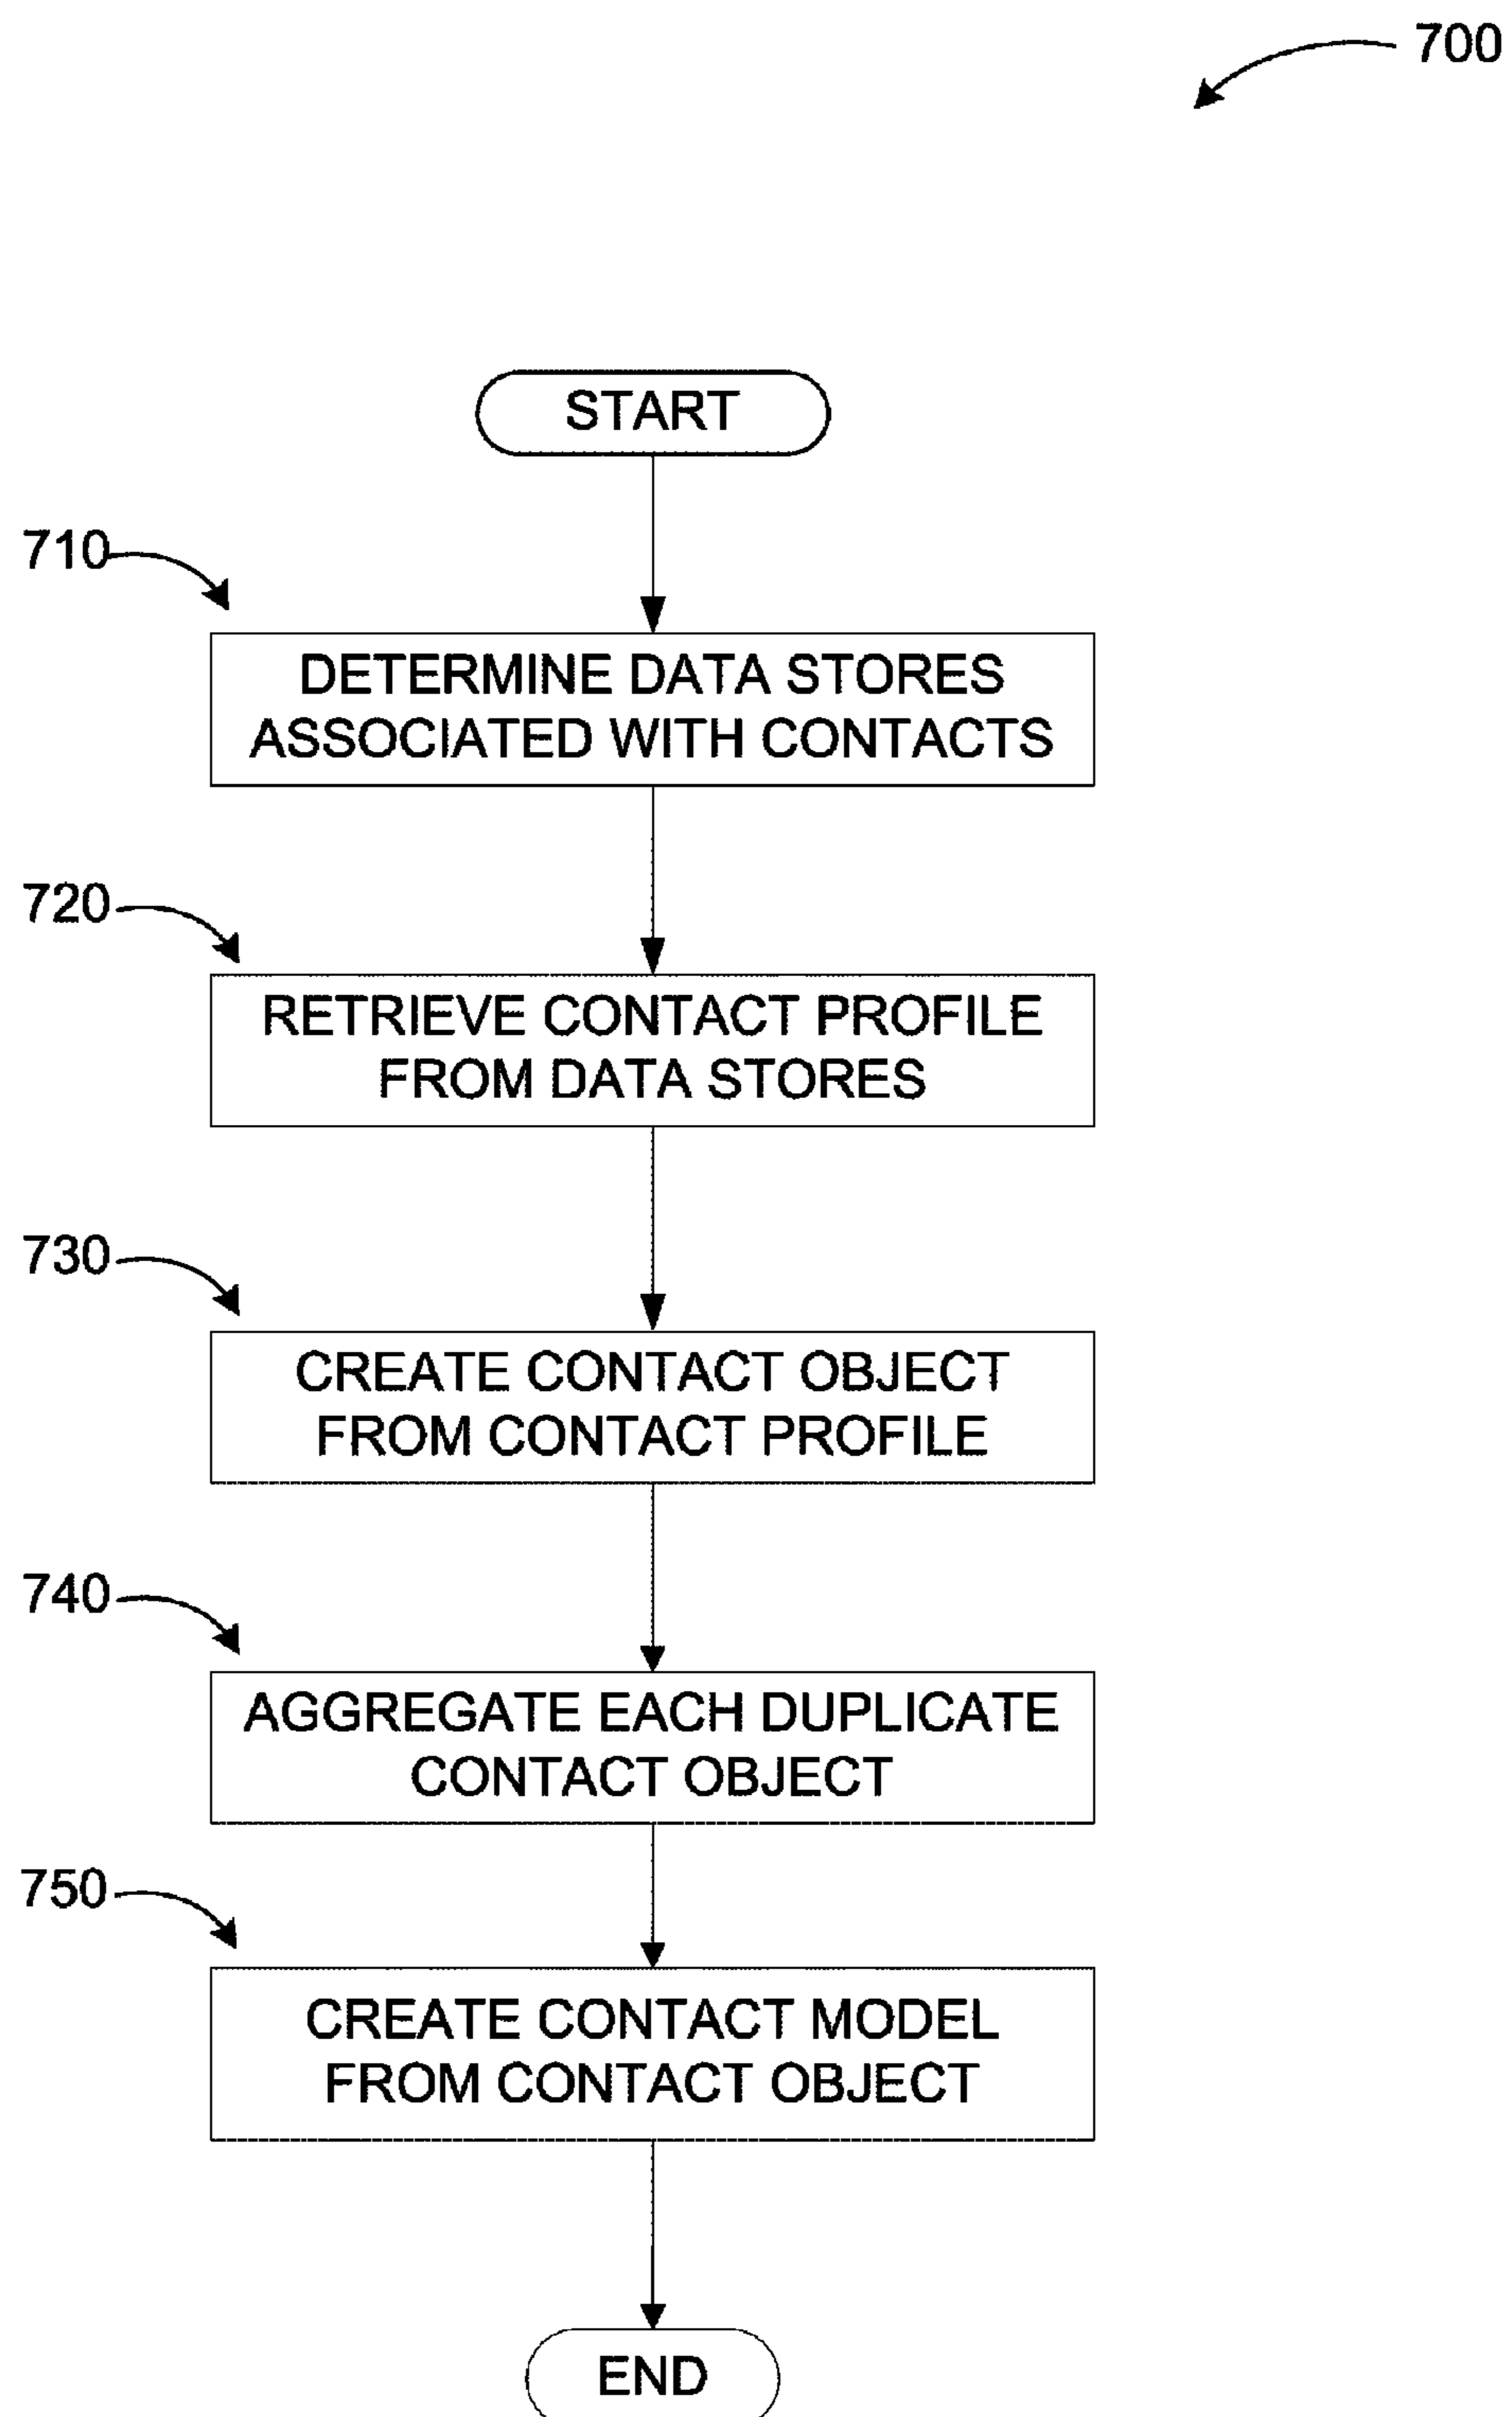 700
START
710
DETERMINE DATA STORES
ASSOCIATED WITH CONTACTS
720
RETRIEVE CONTACT PROFILE
FROM DATA STORES
730
CREATE CONTACT OBJECT
FROM CONTACT PROFILE
740
AGGREGATE EACH DUPLICATE
CONTACT OBJECT
750
CREATE CONTACT MODEL
FROM CONTACT OBJECT
END